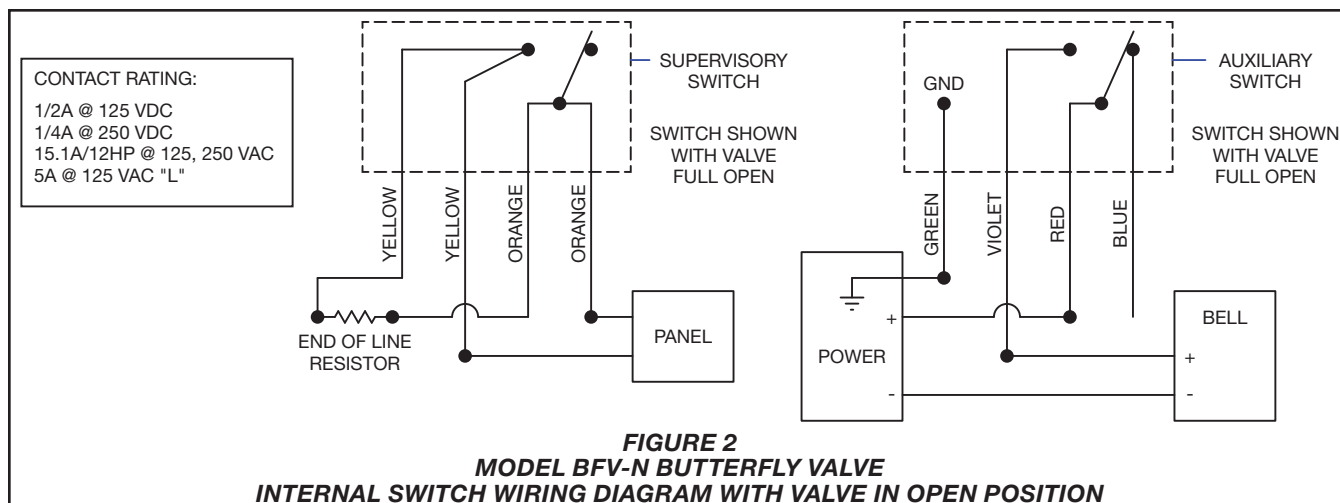 CONTACT RATING:
1/2A @ 125 VDC
1/4A @ 250 VDC
15.1A/12HP @ 125, 250 VAC
5A @ 125 VAC "L"
SUPERVISORY
SWITCH
SWITCH SHOWN
WITH VALVE
FULL OPEN
YELLOW
YELLOW
ORANGE
ORANGE
END OF LINE
RESISTOR
PANEL
GND
AUXILIARY
SWITCH
SWITCH SHOWN
WITH VALVE
FULL OPEN
GREEN
VIOLET
RED
BLUE
+
POWER
-
BELL
+
-
FIGURE 2
MODEL BFV-N BUTTERFLY VALVE
INTERNAL SWITCH WIRING DIAGRAM WITH VALVE IN OPEN POSITION